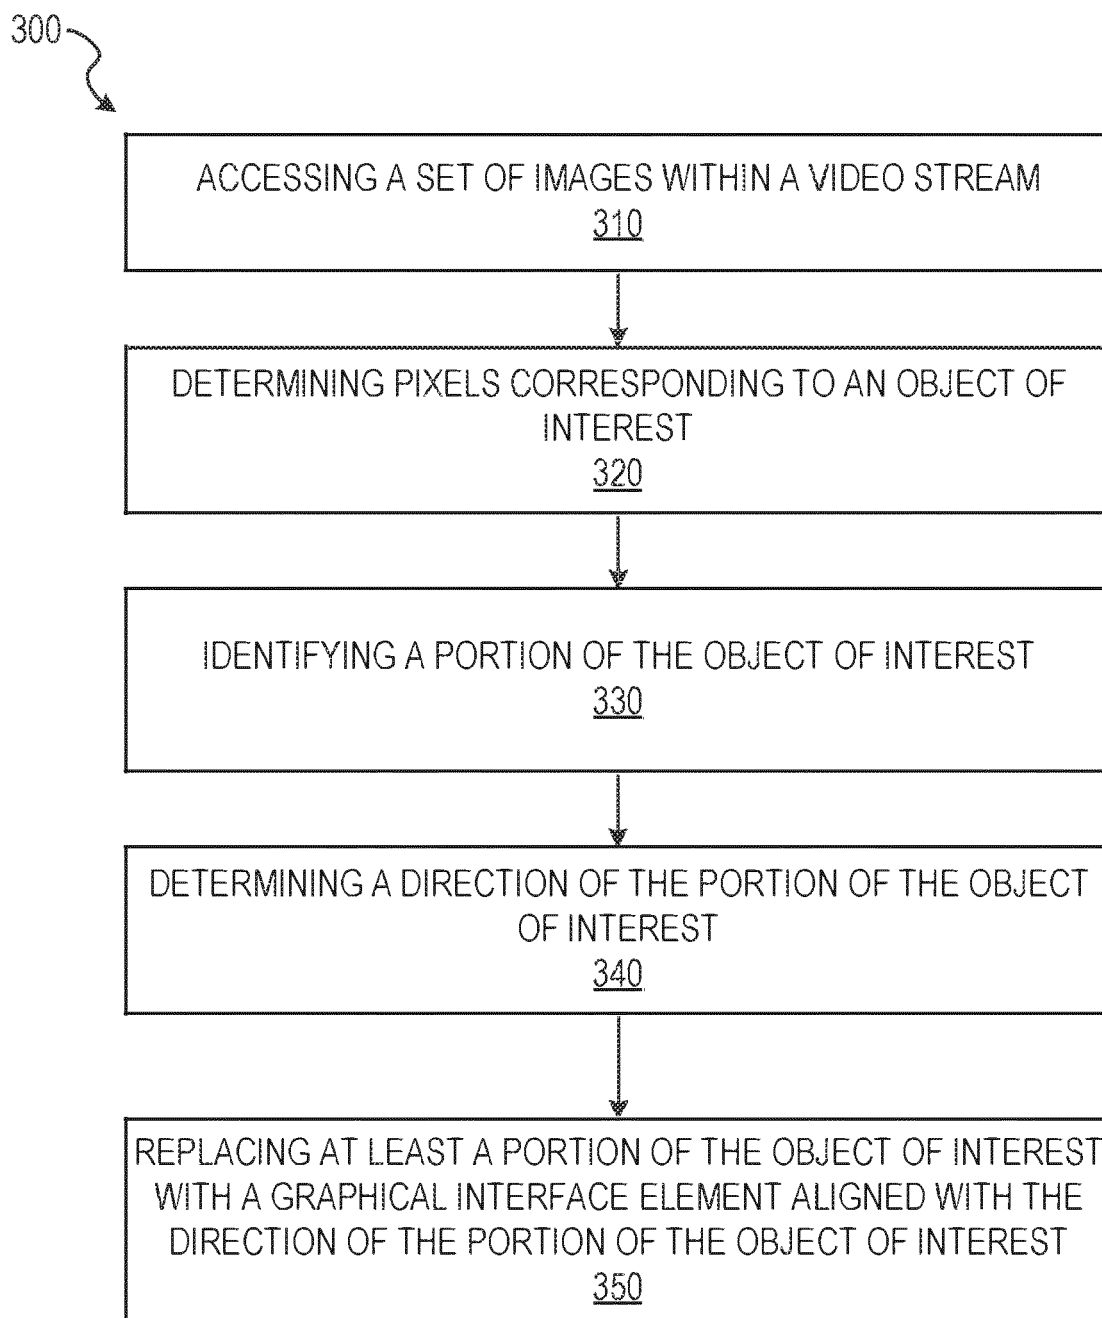 300
ACCESSING A SET OF IMAGES WITHIN A VIDEO STREAM
310
DETERMINING PIXELS CORRESPONDING TO AN OBJECT OF
INTEREST
320
IDENTIFYING A PORTION OF THE OBJECT OF INTEREST
330
DETERMINING A DIRECTION OF THE PORTION OF THE OBJECT
OF INTEREST
340
REPLACING AT LEAST A PORTION OF THE OBJECT OF INTEREST
WITH A GRAPHICAL INTERFACE ELEMENT ALIGNED WITH THE
DIRECTION OF THE PORTION OF THE OBJECT OF INTEREST
350